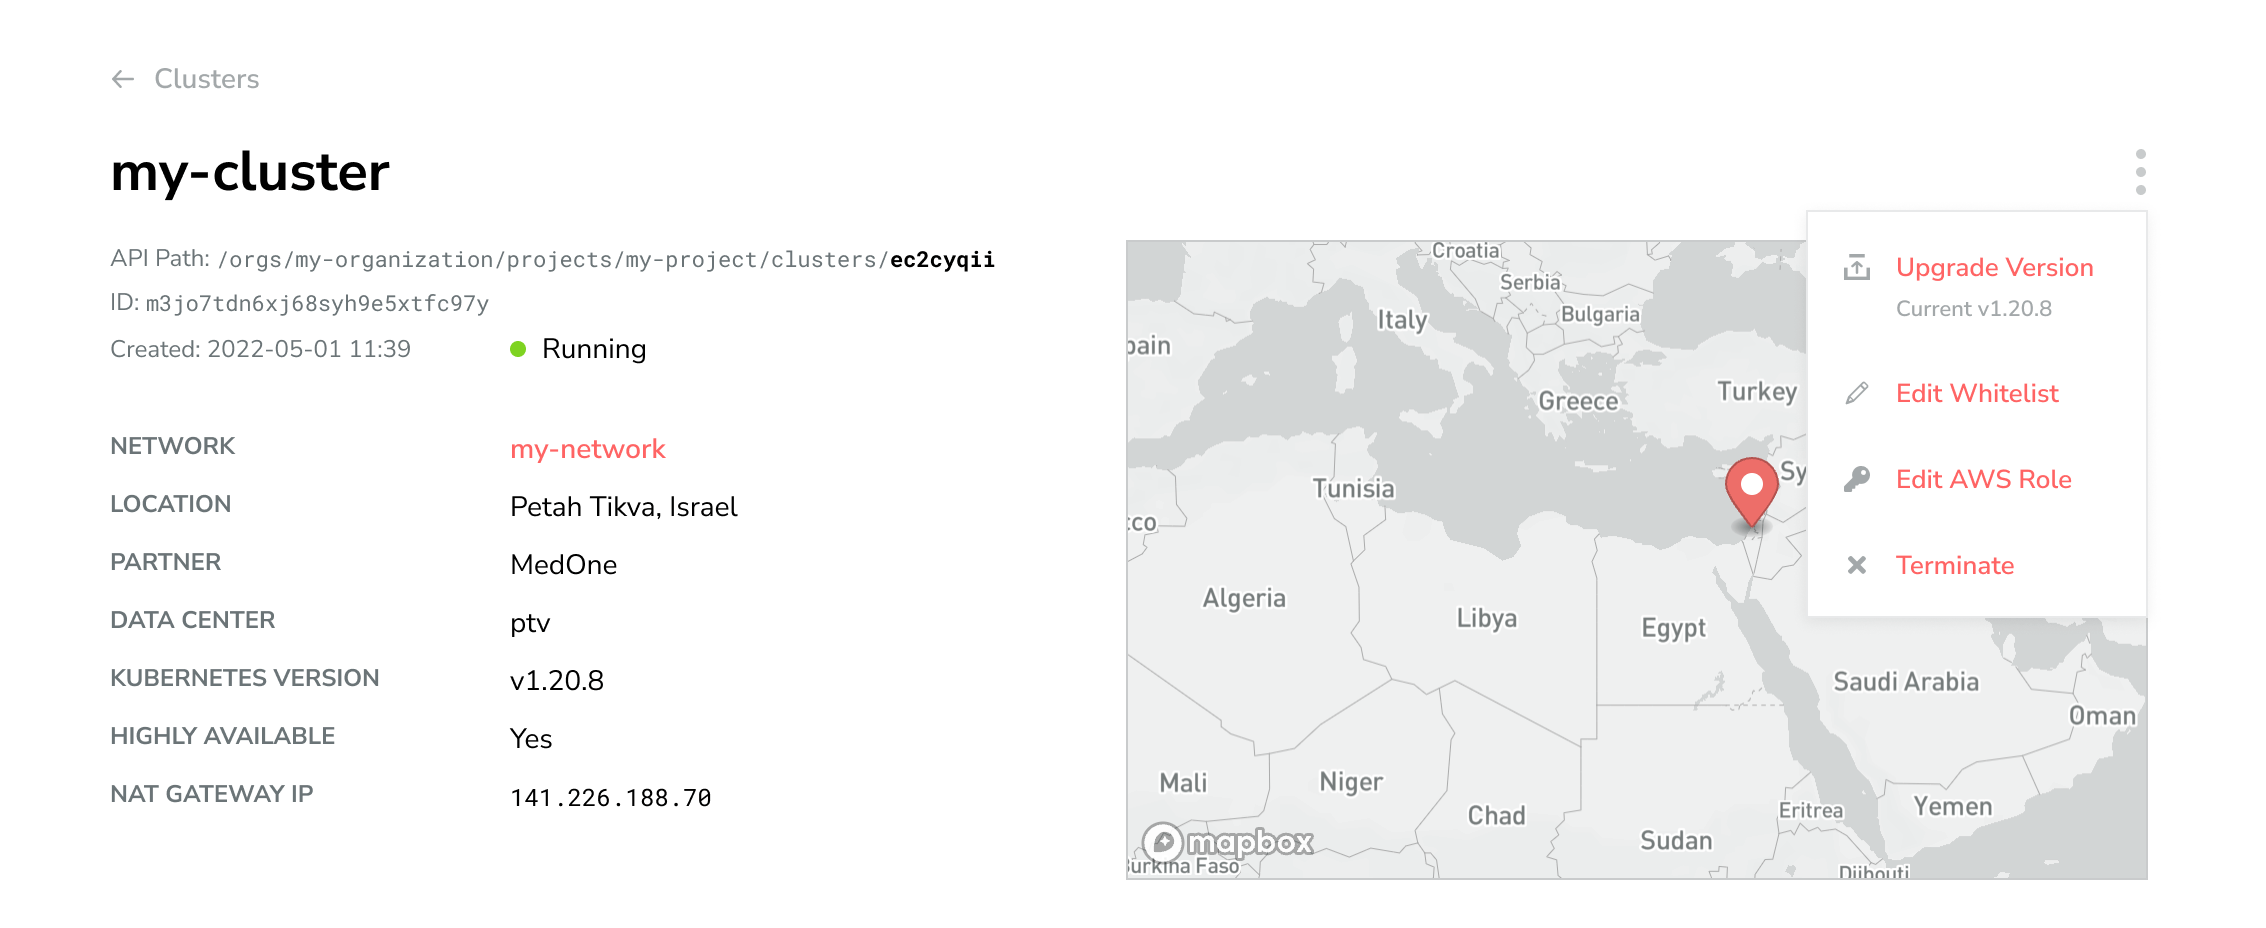 Clusters
my-cluster
API Path: /orgs/my-organization/projects/my-project/clusters/ec2cyqii
ID: m3jo7tdn6xj68syh9e5xtfc97y
Created: 2022-05-01 11:39
Running
NETWORK
my-network
LOCATION
Petah Tikva, Israel
PARTNER
MedOne
DATA CENTER
ptv
KUBERNETES VERSION
v1.20.8
HIGHLY AVAILABLE
Yes
NAT GATEWAY IP
141.226.188.70
Upgrade Version
Current v1.20.8
Edit Whitelist
Edit AWS Role
Terminate
Croatia
Serbia
Bulgaria
Italy
pain
Turkey
Greece
Sy
Tunisia
cco
Algeria
Libya
Egypt
Saudi Arabia
Oman
Mali
Niger
Chad
Eritrea
Yemen
Sudan
mapbox
Burkina Faso
Djibouti